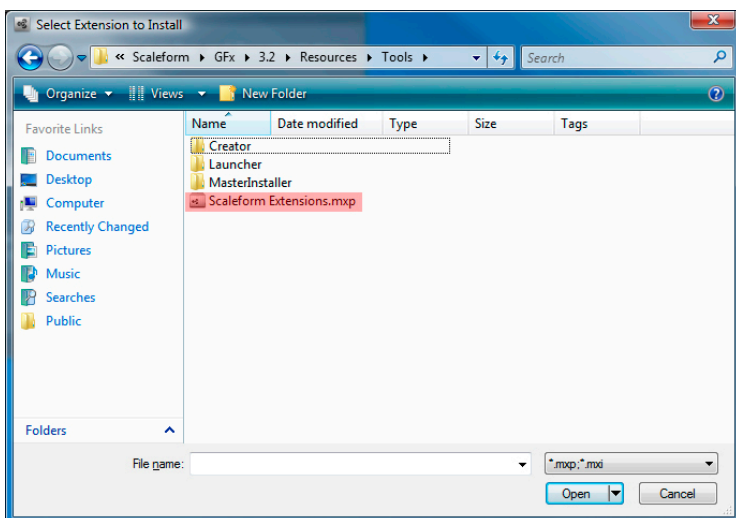 Select Extension to Install
« Scaleform GFx 3.2 Resources Tools
Search
Organize Views New Folder
Favorite Links
Documents
Desktop
Computer
Recently Changed
Pictures
Music
Searches
Public
Folders
Name Date modified Type Size Tags
Creator
Launcher
MasterInstaller
Scaleform Extensions.mxp
File name:
*.mxp;*.mxi
Open Cancel